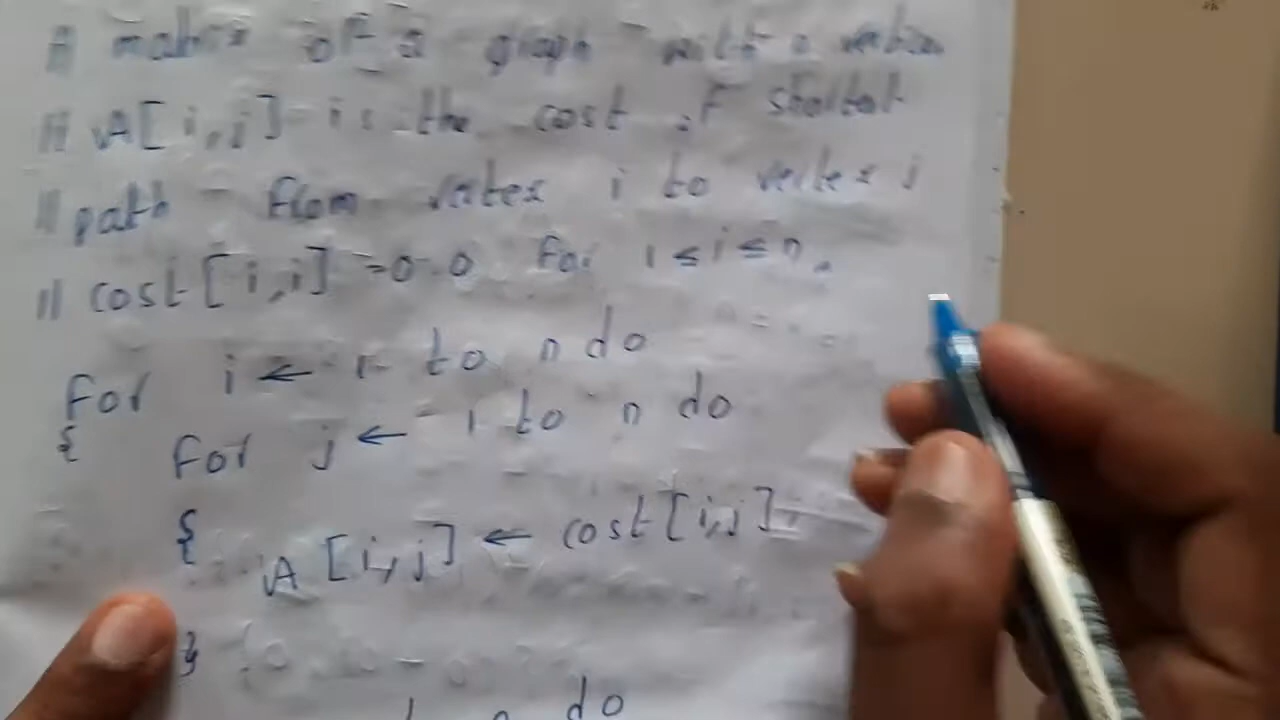 // matrix of a graph with n vertices
// A[i,j] is the cost of shortest
// path from vertex i to vertex j
// cost[i,i] = 0.0 for 1 ≤ i ≤ n.
for i ← 1 to n do
{ for j ← 1 to n do
{ A[i,j] ← cost[i,j];
}
to n do